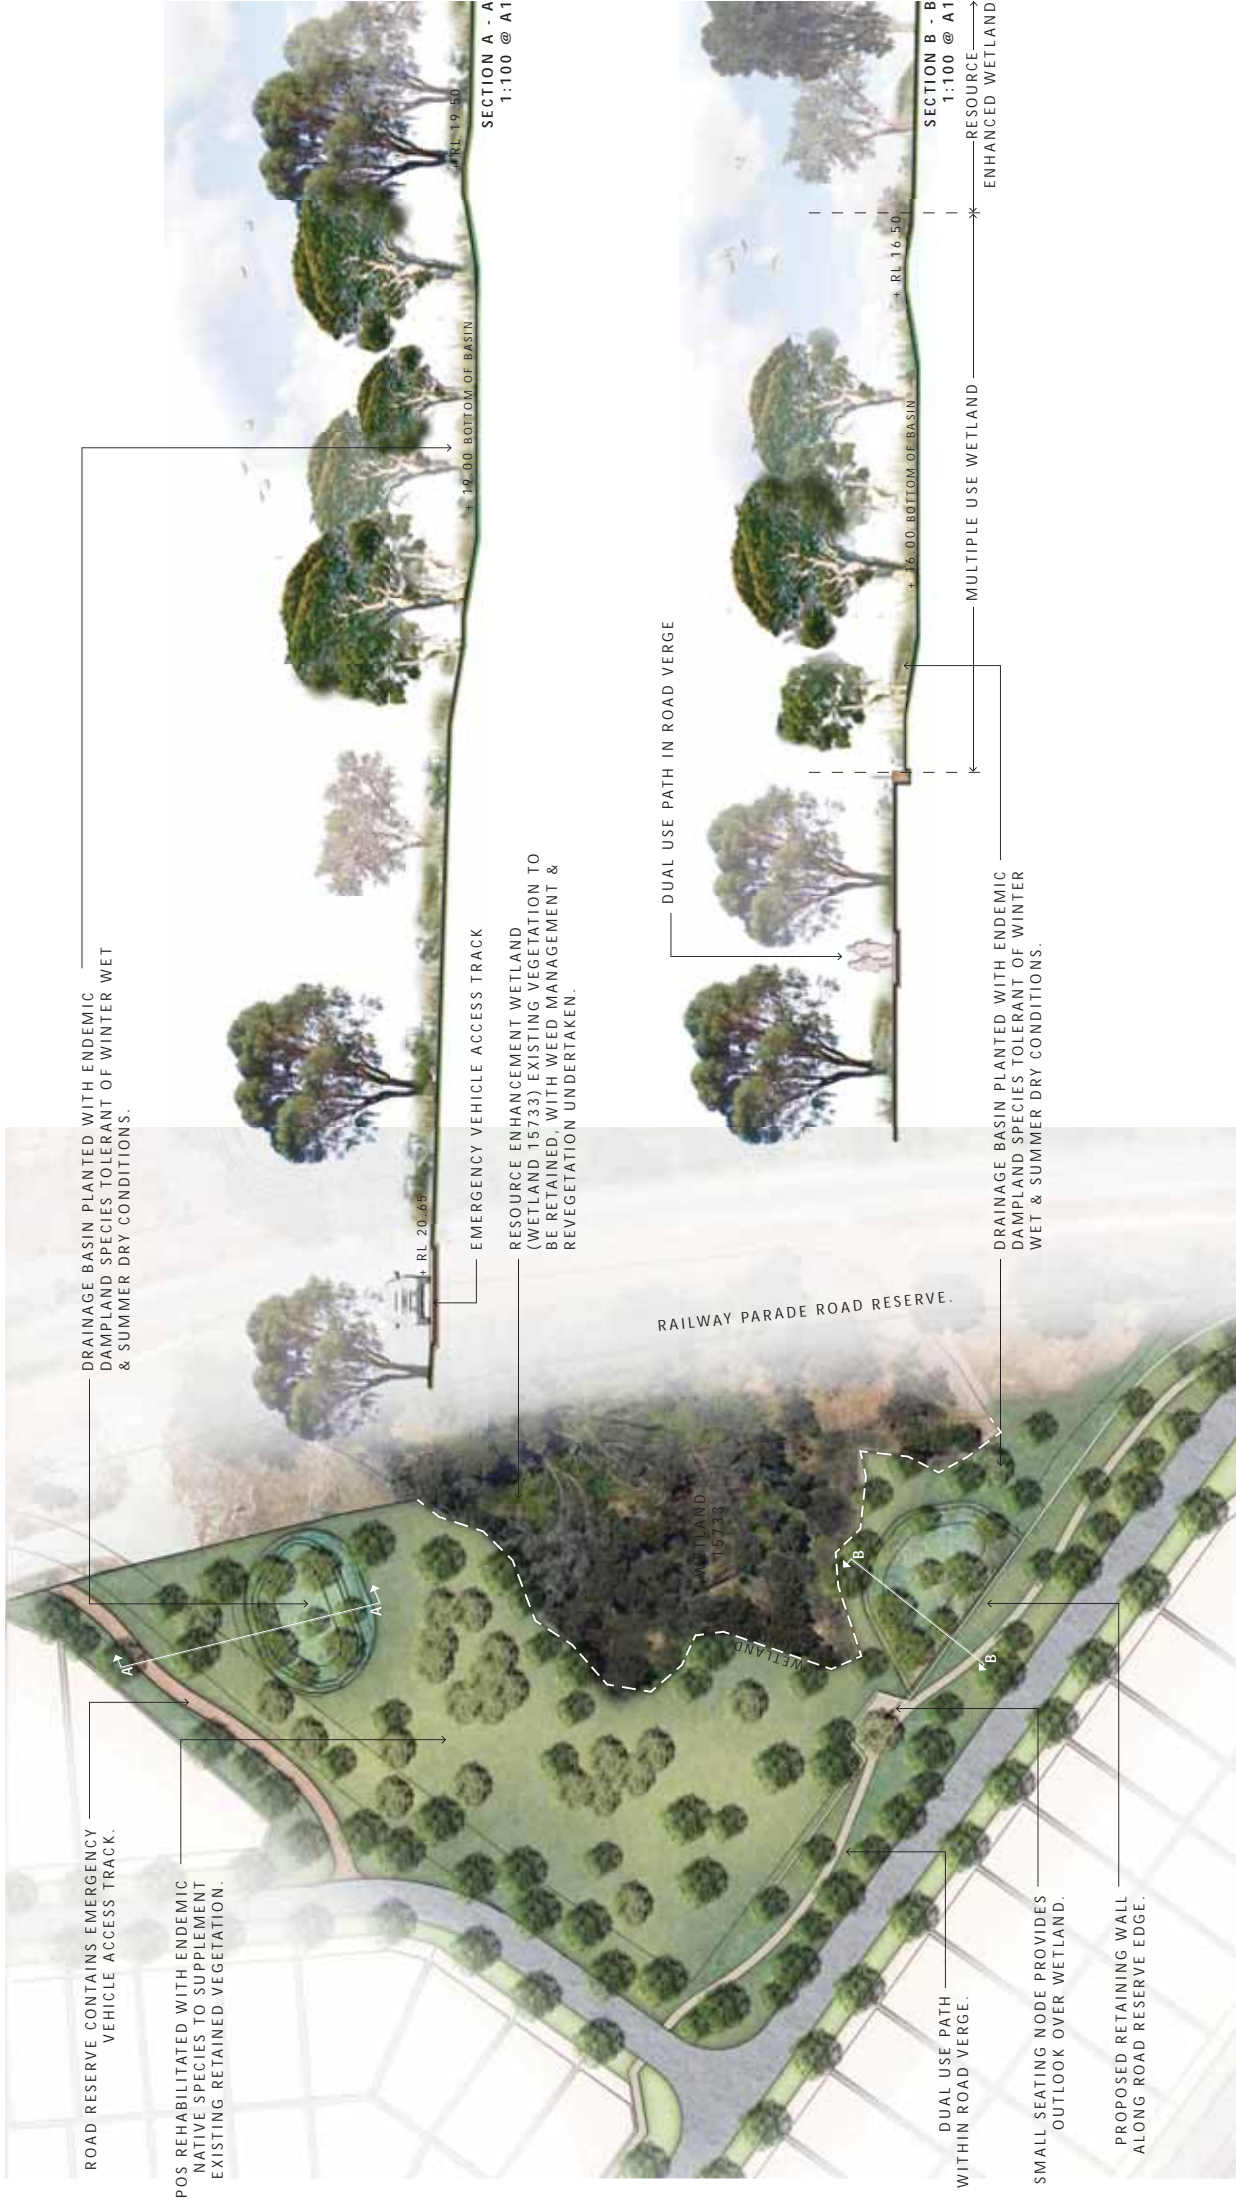 ROAD RESERVE CONTAINS EMERGENCY
VEHICLE ACCESS TRACK.
POS REHABILITATED WITH ENDEMIC
NATIVE SPECIES TO SUPPLEMENT
EXISTING RETAINED VEGETATION.
DRAINAGE BASIN PLANTED WITH ENDEMIC
DAMPLAND SPECIES TOLERANT OF WINTER WET
& SUMMER DRY CONDITIONS.
A
A
+ RL 20.65
+ 19.00 BOTTOM OF BASIN
+ RL 19.50
SECTION A - A
1:100 @ A1
EMERGENCY VEHICLE ACCESS TRACK
RESOURCE ENHANCEMENT WETLAND
(WETLAND 15733) EXISTING VEGETATION TO
BE RETAINED, WITH WEED MANAGEMENT &
REVEGETATION UNDERTAKEN.
RAILWAY PARADE ROAD RESERVE.
WETLAND
15733
WETLAND
B
B
DUAL USE PATH IN ROAD VERGE
+ 16.00 BOTTOM OF BASIN
+ RL 16.50
SECTION B - B
1:100 @ A1
MULTIPLE USE WETLAND
RESOURCE
ENHANCED WETLAND
DRAINAGE BASIN PLANTED WITH ENDEMIC
DAMPLAND SPECIES TOLERANT OF WINTER
WET & SUMMER DRY CONDITIONS.
DUAL USE PATH
WITHIN ROAD VERGE.
SMALL SEATING NODE PROVIDES
OUTLOOK OVER WETLAND.
PROPOSED RETAINING WALL
ALONG ROAD RESERVE EDGE.